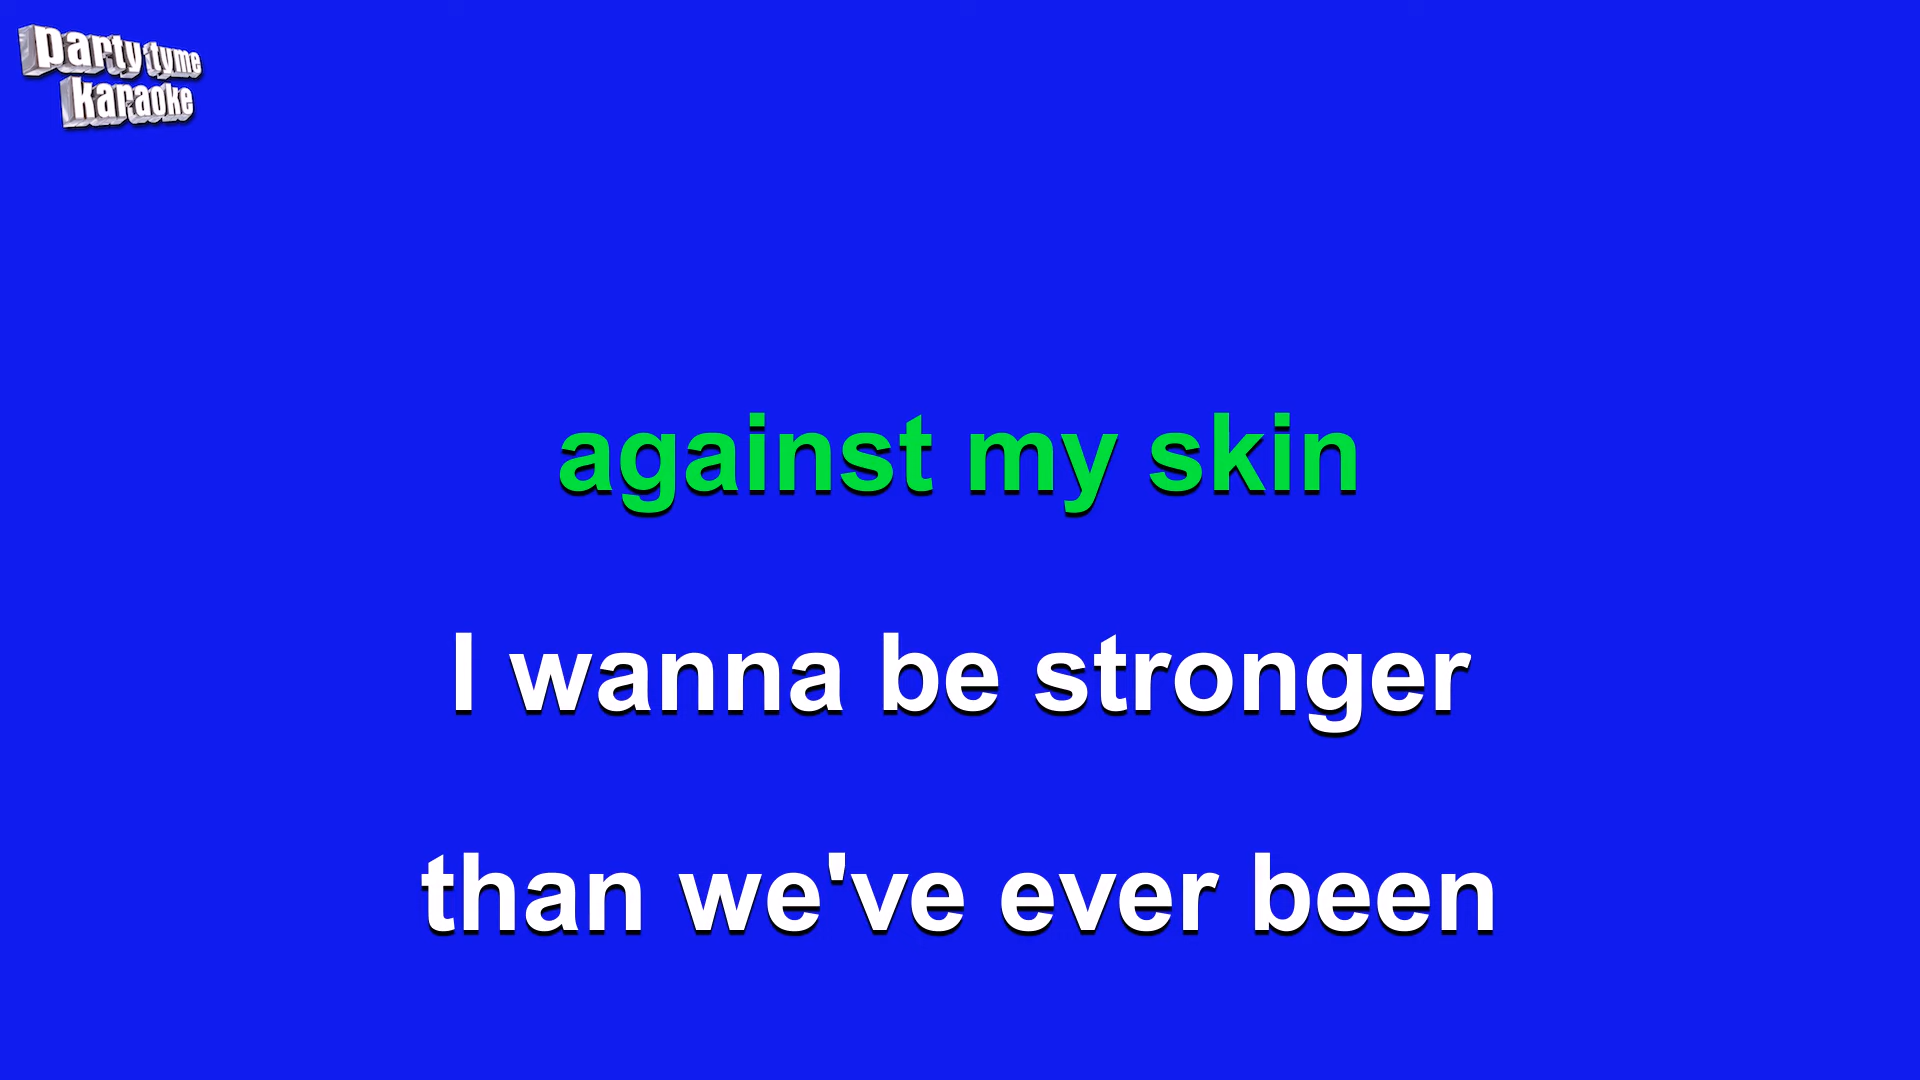 party tyme
karaoke
against my skin
I wanna be stronger
than we've ever been